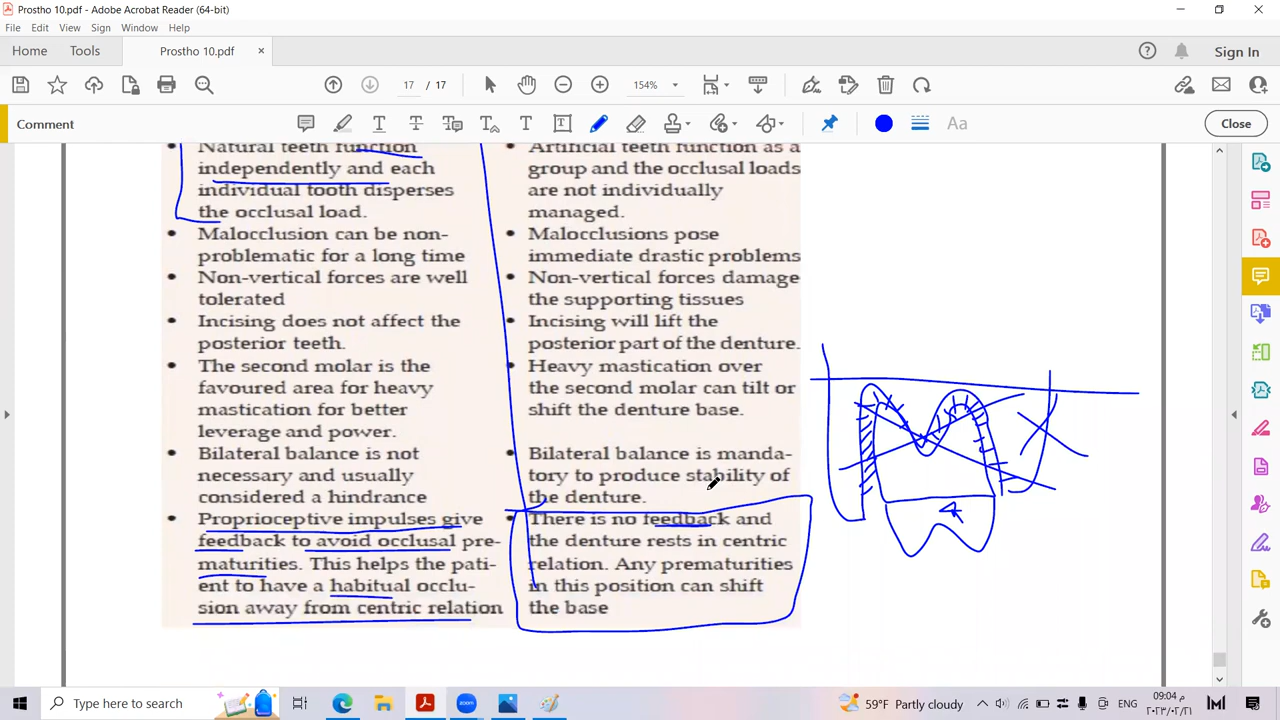 Prostho 10.pdf - Adobe Acrobat Reader (64-bit)
File Edit View Sign Window Help
Home Tools Prostho 10.pdf × Sign In
17 / 17 154%
Comment Aa Close
Natural teeth function
independently and each
individual tooth disperses
the occlusal load.
• Malocclusion can be non-
problematic for a long time
• Non-vertical forces are well
tolerated
• Incising does not affect the
posterior teeth.
• The second molar is the
favoured area for heavy
mastication for better
leverage and power.
• Bilateral balance is not
necessary and usually
considered a hindrance
• Proprioceptive impulses give
feedback to avoid occlusal pre-
maturities. This helps the pati-
ent to have a habitual occlu-
sion away from centric relation
• Artificial teeth function as a
group and the occlusal loads
are not individually
managed.
• Malocclusions pose
immediate drastic problems
• Non-vertical forces damage
the supporting tissues
• Incising will lift the
posterior part of the denture.
• Heavy mastication over
the second molar can tilt or
shift the denture base.
• Bilateral balance is manda-
tory to produce stability of
the denture.
• There is no feedback and
the denture rests in centric
relation. Any prematurities
in this position can shift
the base
Type here to search
zoom
59°F Partly cloudy
ENG
09:04 م
٢٠٢٣/٠٢/٢١